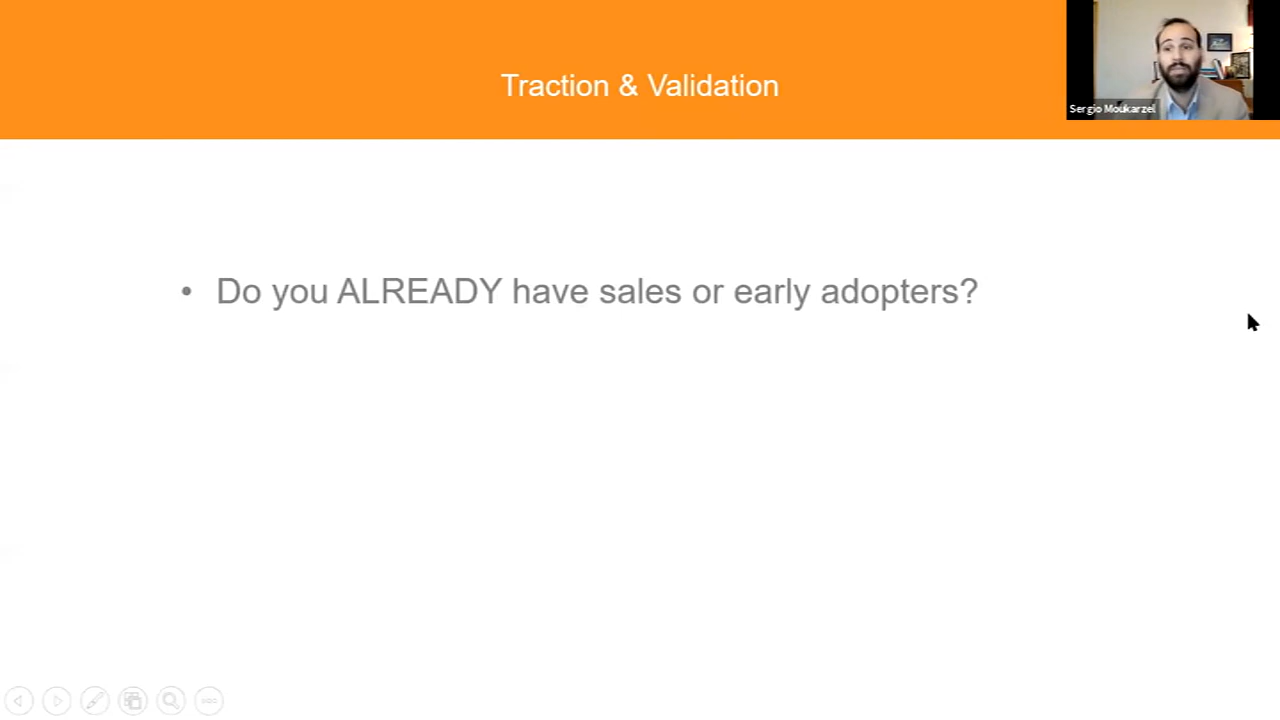 Traction & Validation
Sergio Moukarzel
• Do you ALREADY have sales or early adopters?